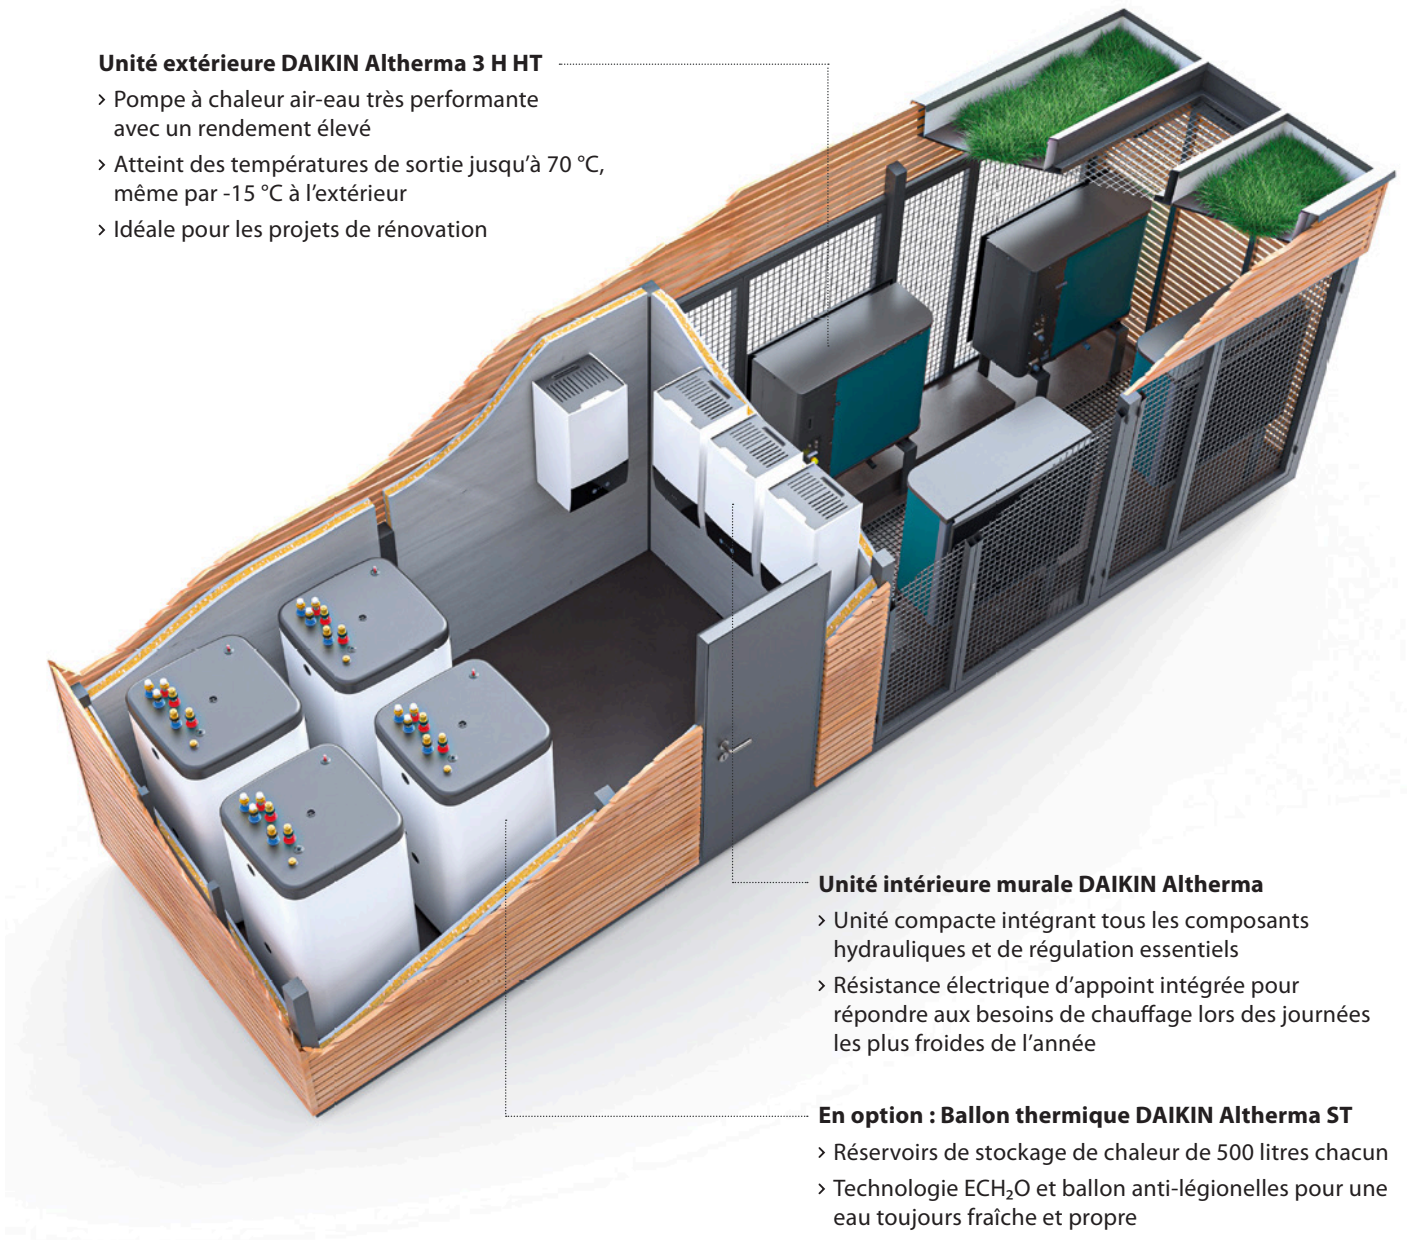 Unité extérieure DAIKIN Altherma 3 H HT
› Pompe à chaleur air-eau très performante
avec un rendement élevé
› Atteint des températures de sortie jusqu’à 70 °C,
même par -15 °C à l’extérieur
› Idéale pour les projets de rénovation
Unité intérieure murale DAIKIN Altherma
› Unité compacte intégrant tous les composants
hydrauliques et de régulation essentiels
› Résistance électrique d’appoint intégrée pour
répondre aux besoins de chauffage lors des journées
les plus froides de l’année
En option : Ballon thermique DAIKIN Altherma ST
› Réservoirs de stockage de chaleur de 500 litres chacun
› Technologie ECH₂O et ballon anti-légionelles pour une
eau toujours fraîche et propre